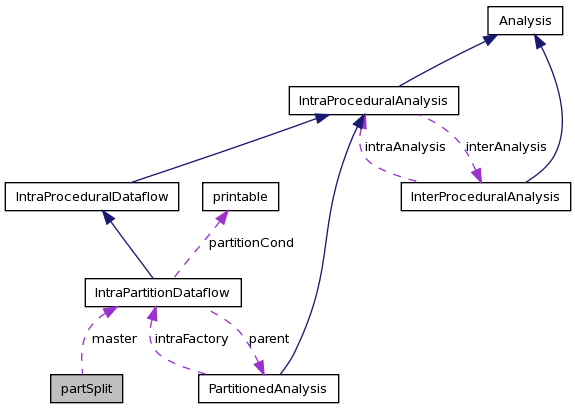 Analysis
IntraProceduralAnalysis
intraAnalysis
interAnalysis
IntraProceduralDataflow
printable
InterProceduralAnalysis
partitionCond
IntraPartitionDataflow
master
intraFactory
parent
partSplit
PartitionedAnalysis